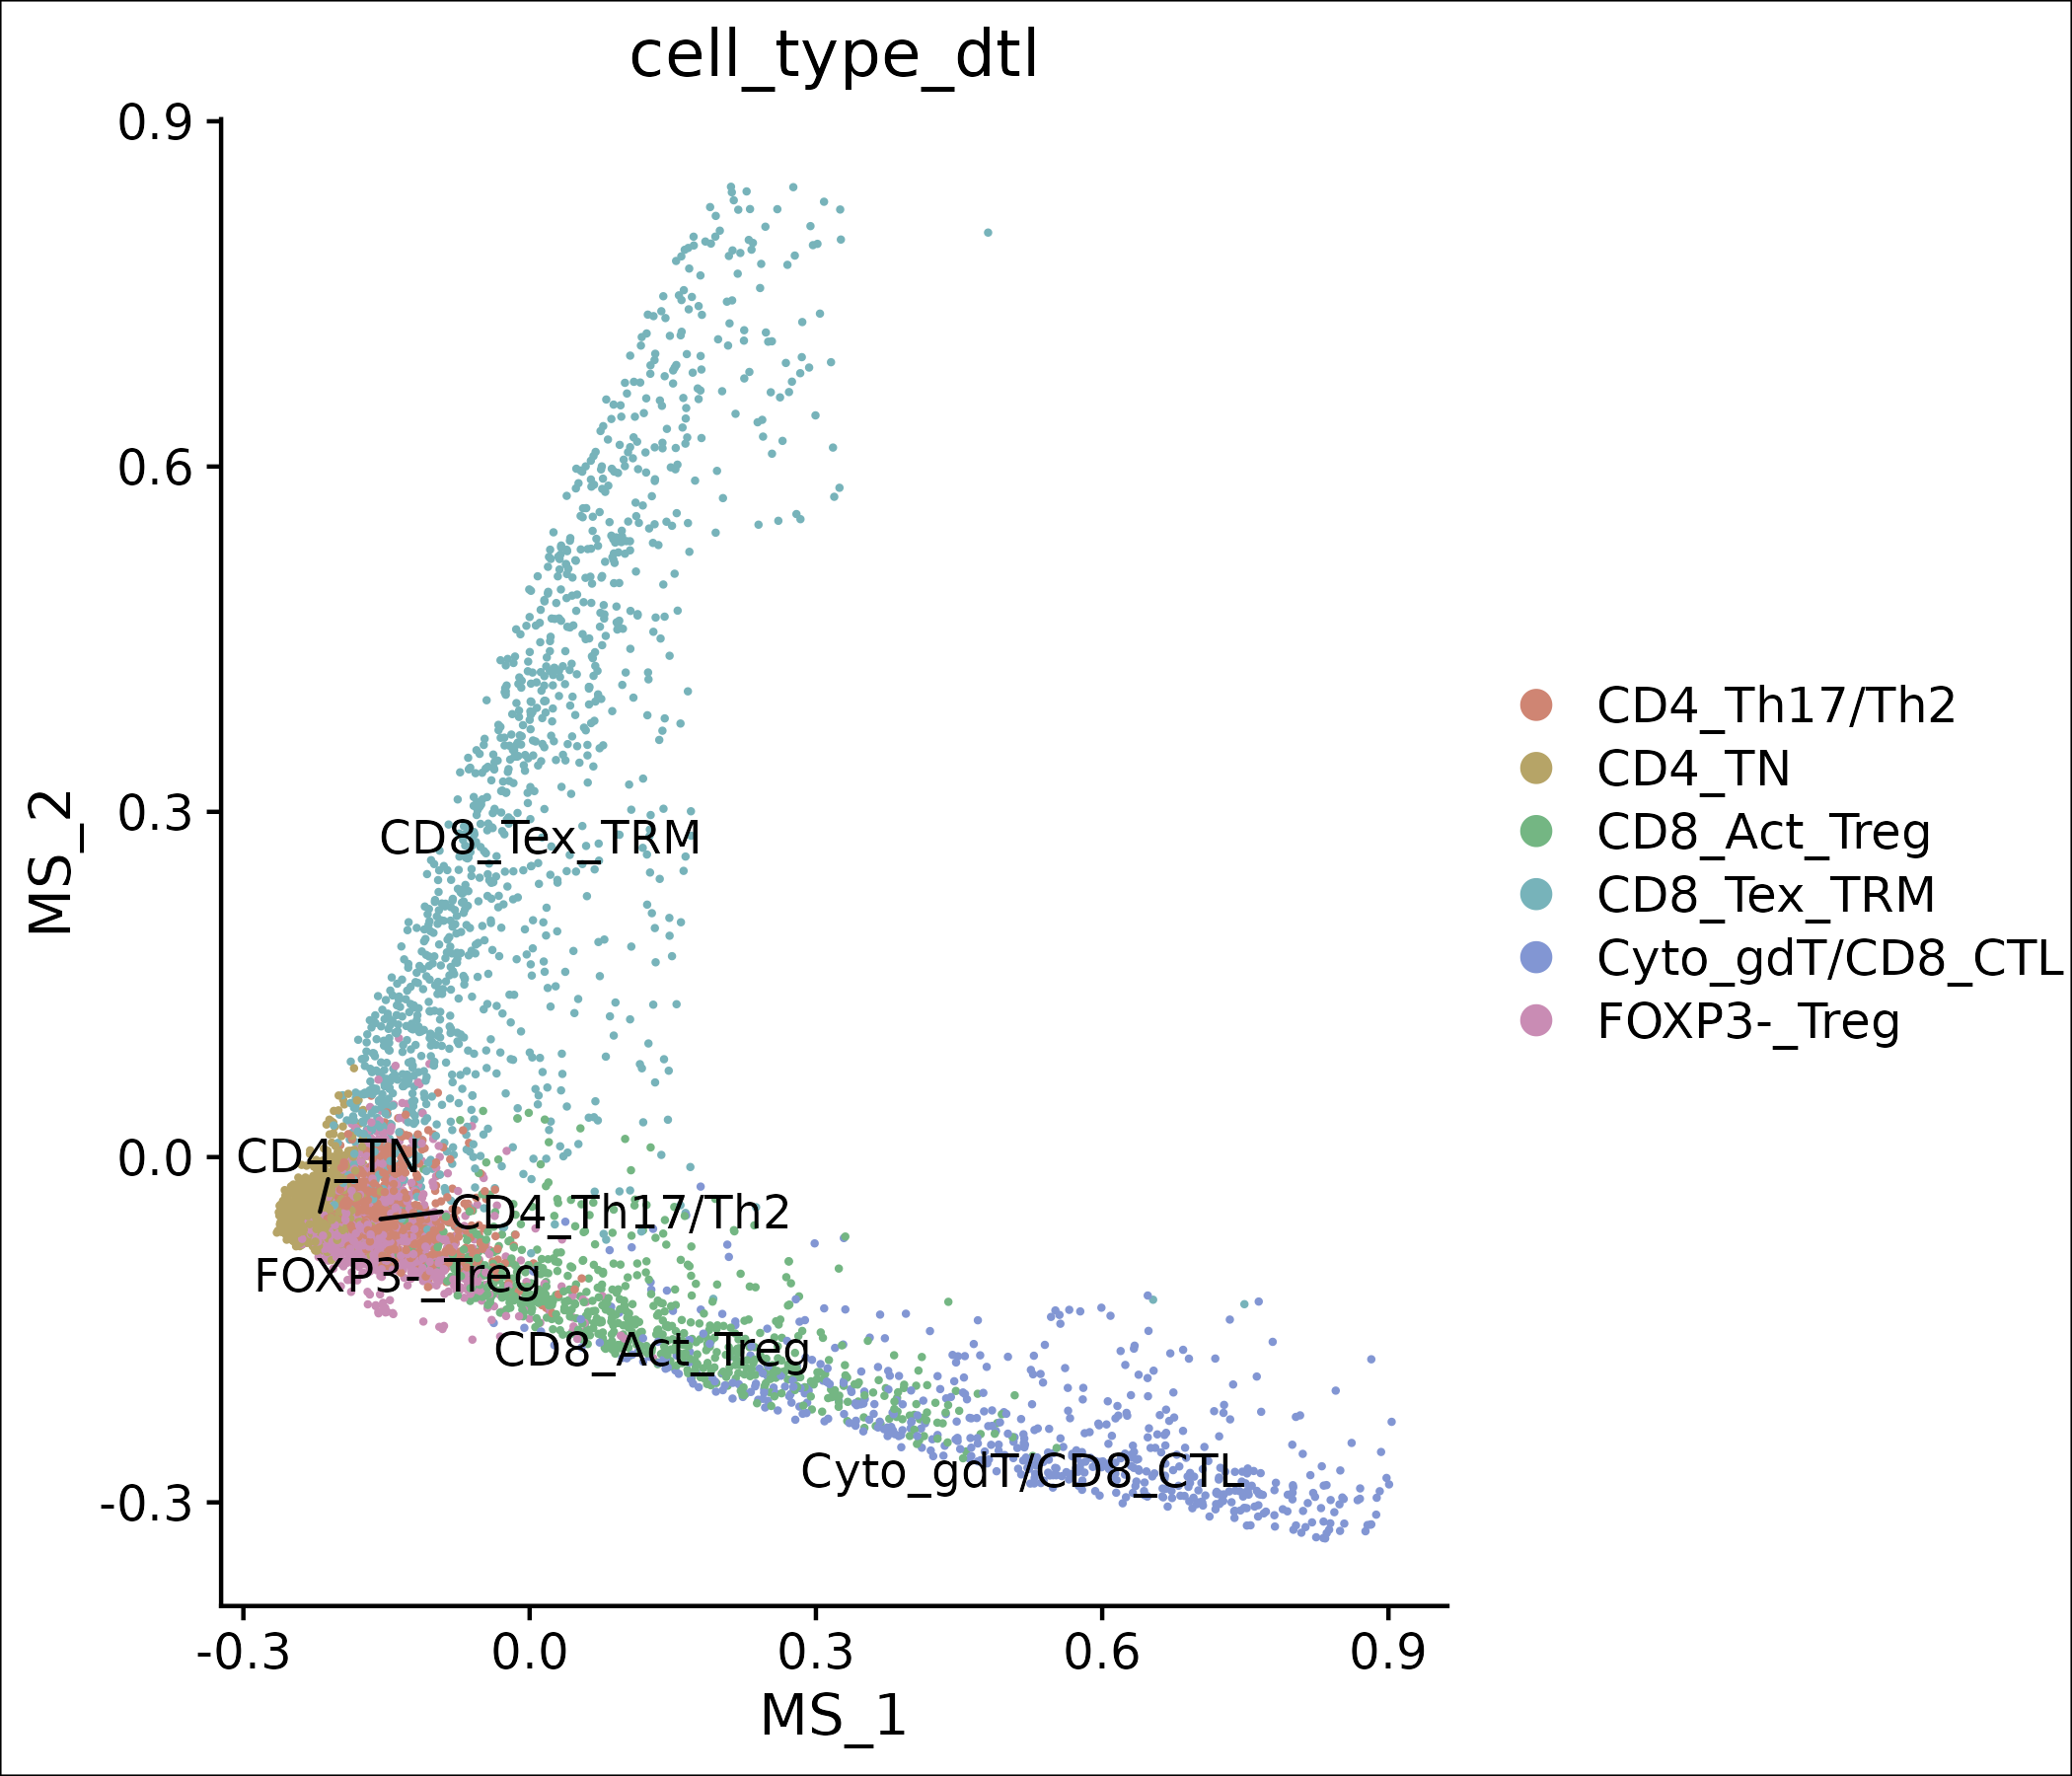 cell_type_dtl
0.9
0.6
0.3
0.0
-0.3
MS_2
CD8_Tex_TRM
CD4_TN
CD4_Th17/Th2
FOXP3-_Treg
CD8_Act_Treg
Cyto_gdT/CD8_CTL
-0.3 0.0 0.3 0.6 0.9
MS_1
CD4_Th17/Th2
CD4_TN
CD8_Act_Treg
CD8_Tex_TRM
Cyto_gdT/CD8_CTL
FOXP3-_Treg